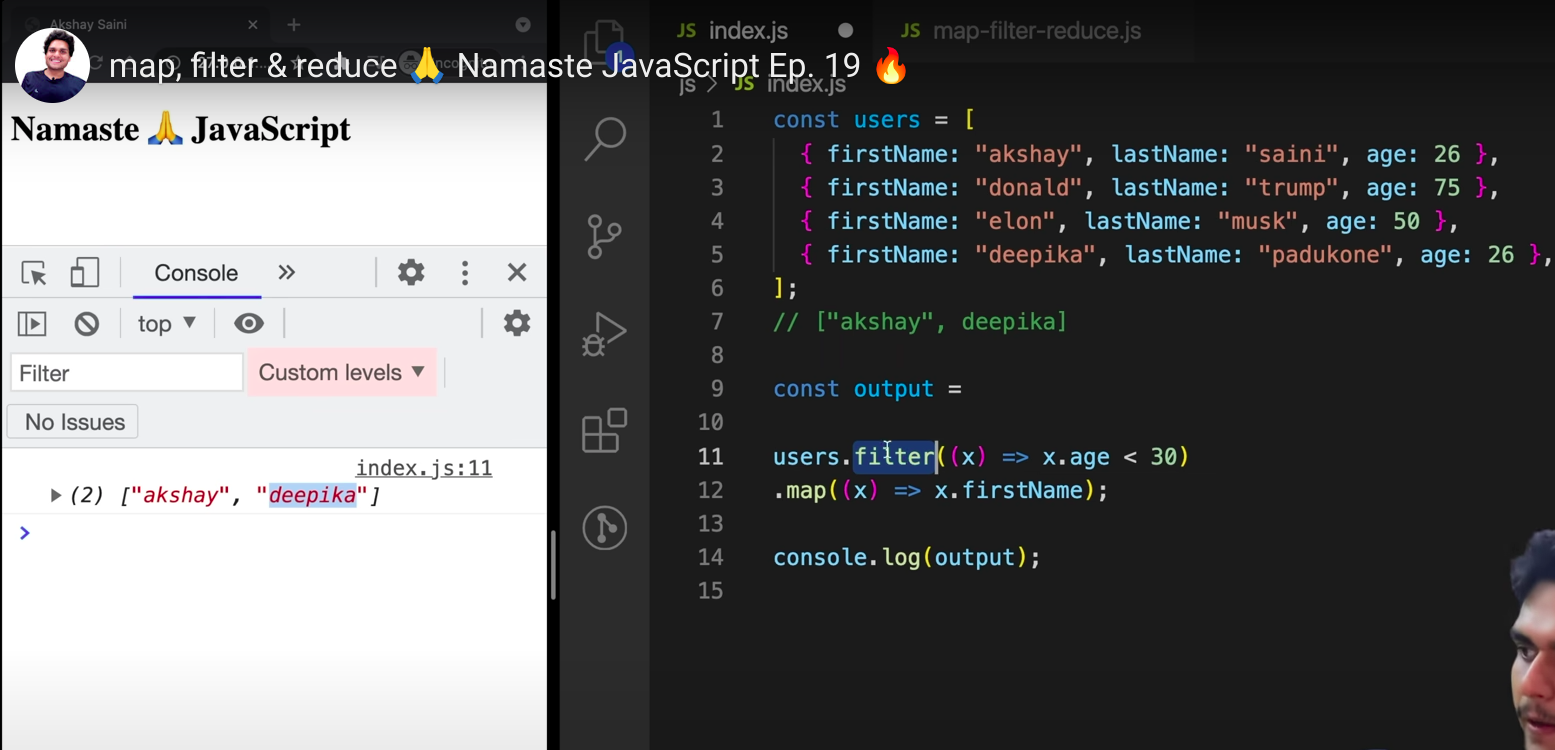 Akshay Saini
map, filter & reduce 🙏 Namaste JavaScript Ep. 19 🔥
Namaste 🙏 JavaScript
Console
top
Filter
Custom levels
No Issues
index.js:11
(2) ["akshay", "deepika"]
1
JS index.js
JS map-filter-reduce.js
js > JS index.js
1 const users = [
2 { firstName: "akshay", lastName: "saini", age: 26 },
3 { firstName: "donald", lastName: "trump", age: 75 },
4 { firstName: "elon", lastName: "musk", age: 50 },
5 { firstName: "deepika", lastName: "padukone", age: 26 },
6 ];
7 // ["akshay", deepika]
8
9 const output =
10
11 users.filter((x) => x.age < 30)
12 .map((x) => x.firstName);
13
14 console.log(output);
15